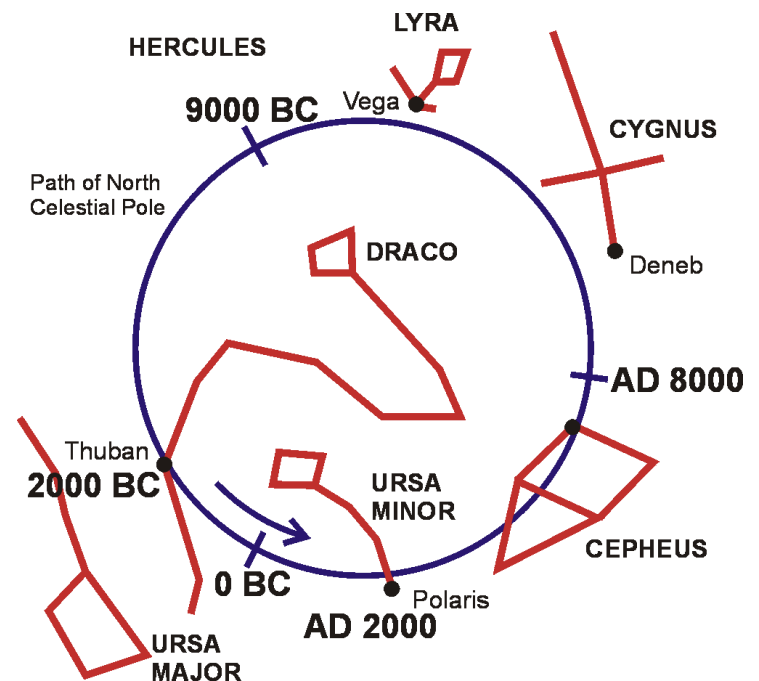 LYRA
HERCULES
Vega
9000 BC
CYGNUS
Path of North
Celestial Pole
DRACO
Deneb
AD 8000
Thuban
2000 BC
URSA
MINOR
CEPHEUS
0 BC
Polaris
AD 2000
URSA
MAJOR